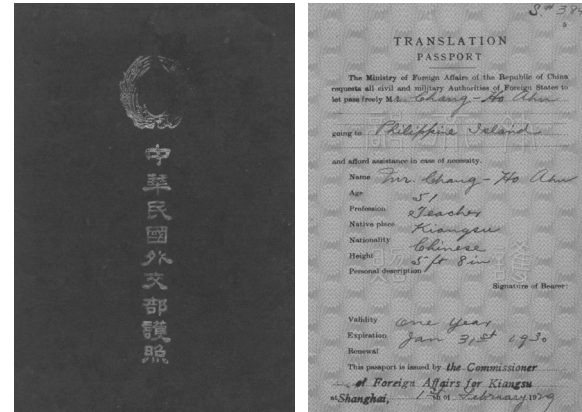 中華民國外交部護照
S.# 3,84
TRANSLATION
PASSPORT
The Ministry of Foreign Affairs of the Republic of China
requests all civil and military Authorities of Foreign States to
let pass freely Mr. Chang-Ho Ahn
going to Philippine Island
and afford assistance in case of necessity.
Name Mr. Chang-Ho Ahn
Age 51
Profession Teacher
Native place Kiangsu
Nationality Chinese
Height 5 ft 8 in
Personal description
Signature of Bearer:
Validity One Year
Expiration Jan 31st 1930
Renewal
This passport is issued by the Commissioner
of Foreign Affairs for Kiangsu
at Shanghai, 1st of February 1929